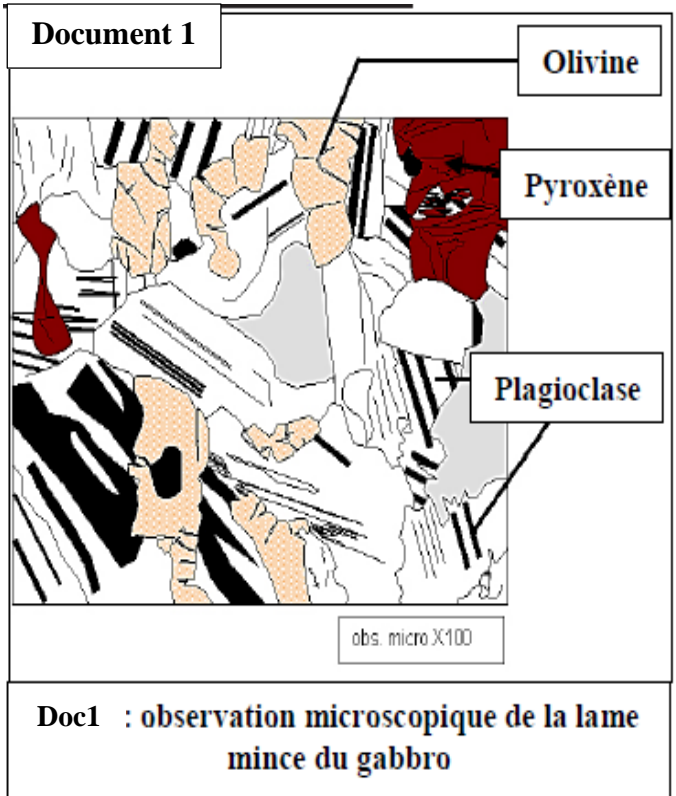 Document 1
Olivine
Pyroxène
Plagioclase
obs. micro X100
Doc1 : observation microscopique de la lame
mince du gabbro